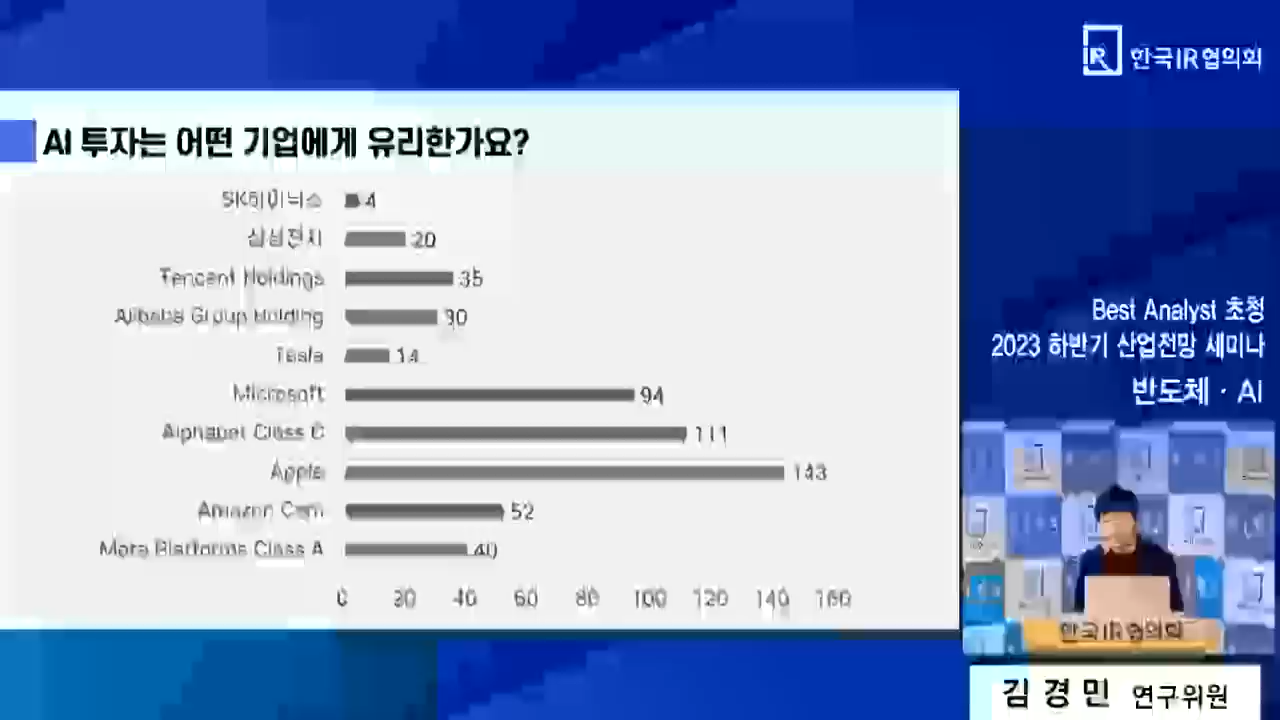 IR 한국IR협의회
AI 투자는 어떤 기업에게 유리한가요?
SK하이닉스 4
삼성전자 20
Tencent Holdings 35
Alibaba Group Holding 30
Tesla 14
Microsoft 94
Alphabet Class C 111
Apple 143
Amazon Com 52
Meta Platforms Class A 40
0 20 40 60 80 100 120 140 160
Best Analyst 초청
2023 하반기 산업전망 세미나
반도체 · AI
한국IR협의회
김경민 연구위원